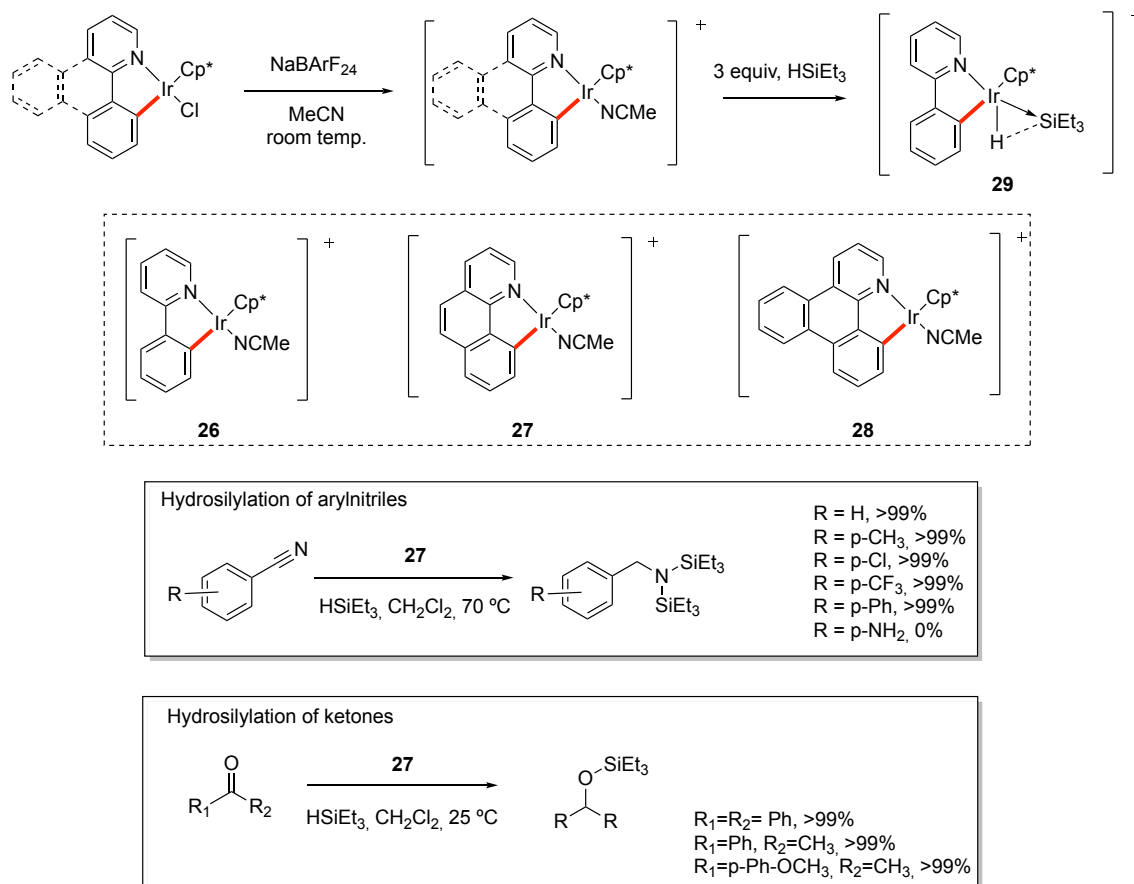 N
Ir
Cp*
Cl
NaBArF24
MeCN
room temp.
+
N
Ir
Cp*
NCMe
3 equiv, HSiEt3
+
N
Ir
Cp*
H
SiEt3
29
+
N
Ir
Cp*
NCMe
26
+
N
Ir
Cp*
NCMe
27
+
N
Ir
Cp*
NCMe
28
Hydrosilylation of arylnitriles
R
N
27
HSiEt3, CH2Cl2, 70 ºC
R
N
SiEt3
SiEt3
R = H, >99%
R = p-CH3, >99%
R = p-Cl, >99%
R = p-CF3, >99%
R = p-Ph, >99%
R = p-NH2, 0%
Hydrosilylation of ketones
O
R1
R2
27
HSiEt3, CH2Cl2, 25 ºC
O
SiEt3
R
R
R1=R2= Ph, >99%
R1=Ph, R2=CH3, >99%
R1=p-Ph-OCH3, R2=CH3, >99%